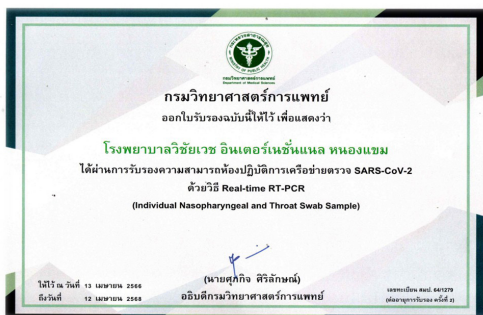 กรมวิทยาศาสตร์การแพทย์
Department of Medical Sciences
กรมวิทยาศาสตร์การแพทย์
ออกใบรับรองฉบับนี้ให้ไว้ เพื่อแสดงว่า
โรงพยาบาลวิชัยเวช อินเตอร์เนชั่นแนล หนองแขม
ได้ผ่านการรับรองความสามารถห้องปฏิบัติการเครือข่ายตรวจ SARS-CoV-2
ด้วยวิธี Real-time RT-PCR
(Individual Nasopharyngeal and Throat Swab Sample)
(นายศุภกิจ ศิริลักษณ์)
อธิบดีกรมวิทยาศาสตร์การแพทย์
ให้ไว้ ณ วันที่ 13 เมษายน 2566
ถึงวันที่ 12 เมษายน 2568
เลขทะเบียน สมป. 64/1279
(ต่ออายุการรับรอง ครั้งที่ 2)